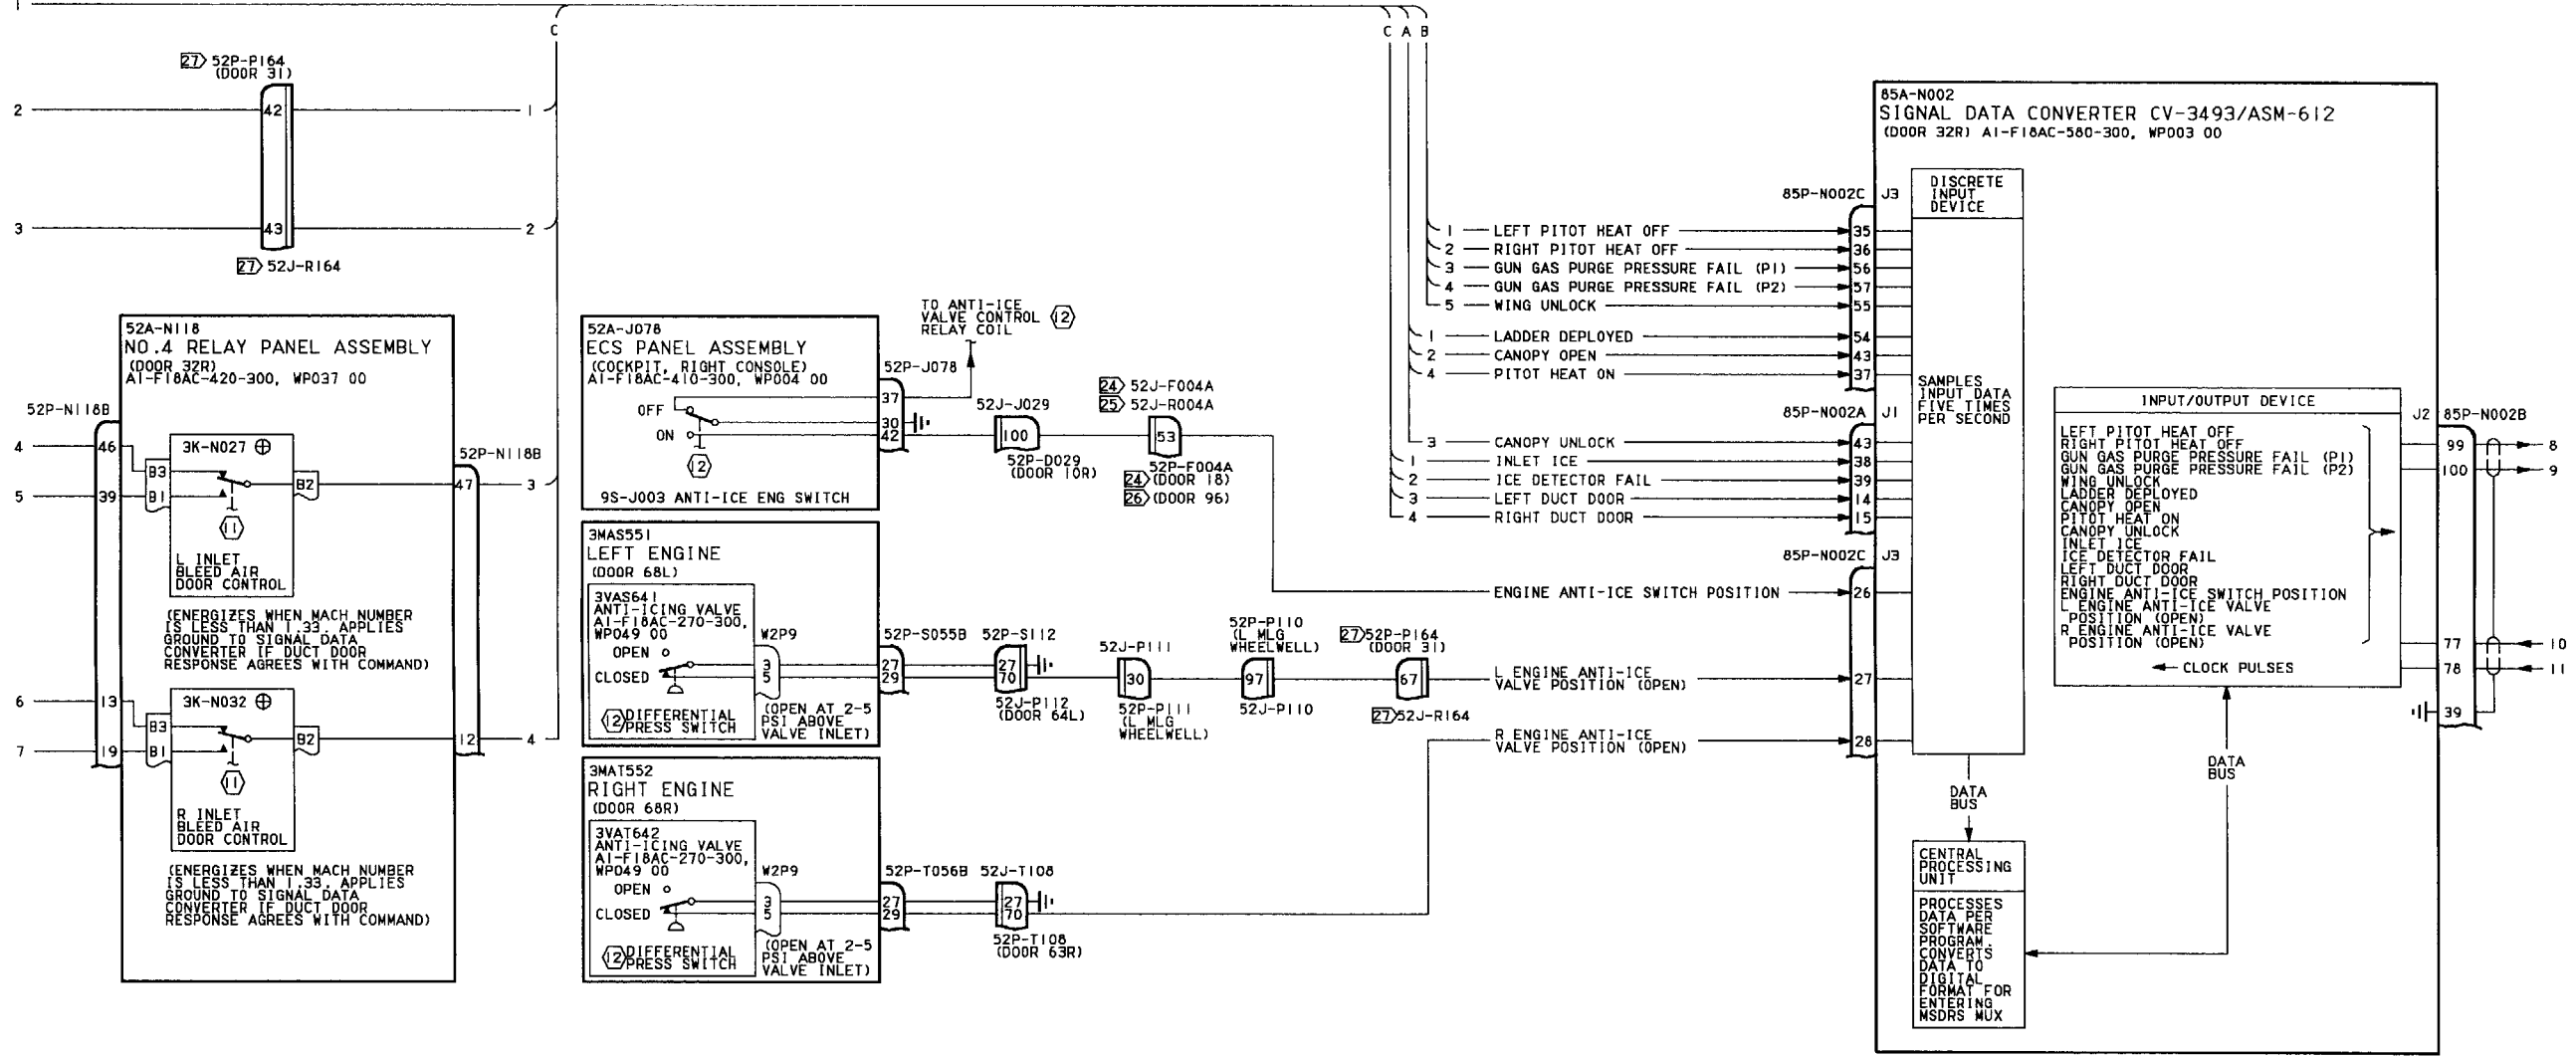 1
C
C A B
27 52P-P164
(DOOR 31)
2
42
1
3
43
2
27 52J-R164
52A-N118
NO.4 RELAY PANEL ASSEMBLY
(DOOR 32R)
A1-F18AC-420-300, WP037 00
52P-N118B
4
46
5
39
3K-N027
B3
B1
B2
11
L INLET
BLEED AIR
DOOR CONTROL
52P-N118B
47
3
(ENERGIZES WHEN MACH NUMBER
IS LESS THAN 1.33. APPLIES
GROUND TO SIGNAL DATA
CONVERTER IF DUCT DOOR
RESPONSE AGREES WITH COMMAND)
6
13
7
19
3K-N032
B3
B1
B2
11
R INLET
BLEED AIR
DOOR CONTROL
12
4
(ENERGIZES WHEN MACH NUMBER
IS LESS THAN 1.33. APPLIES
GROUND TO SIGNAL DATA
CONVERTER IF DUCT DOOR
RESPONSE AGREES WITH COMMAND)
52A-J078
ECS PANEL ASSEMBLY
(COCKPIT, RIGHT CONSOLE)
A1-F18AC-410-300, WP004 00
OFF
ON
12
9S-J003 ANTI-ICE ENG SWITCH
52P-J078
37
30
42
TO ANTI-ICE
VALVE CONTROL 12
RELAY COIL
52J-J029
100
52P-D029
(DOOR 10R)
24 52J-F004A
25 52J-R004A
53
52P-F004A
24 (DOOR 18)
26 (DOOR 96)
3MAS551
LEFT ENGINE
(DOOR 68L)
3VAS641
ANTI-ICING VALVE
A1-F18AC-270-300,
WP049 00
OPEN
CLOSED
12 DIFFERENTIAL
PRESS SWITCH
W2P9
3
5
(OPEN AT 2-5
PSI ABOVE
VALVE INLET)
52P-S055B
27
29
52P-S112
27
70
52J-P112
(DOOR 64L)
52J-P111
30
52P-P111
(L MLG
WHEELWELL)
52P-P110
(L MLG
WHEELWELL)
97
52J-P110
27 52P-P164
(DOOR 31)
67
27 52J-R164
3MAT552
RIGHT ENGINE
(DOOR 68R)
3VAT642
ANTI-ICING VALVE
A1-F18AC-270-300,
WP049 00
OPEN
CLOSED
12 DIFFERENTIAL
PRESS SWITCH
W2P9
3
5
(OPEN AT 2-5
PSI ABOVE
VALVE INLET)
52P-T056B
27
29
52J-T108
27
70
52P-T108
(DOOR 63R)
85A-N002
SIGNAL DATA CONVERTER CV-3493/ASM-612
(DOOR 32R) A1-F18AC-580-300, WP003 00
85P-N002C J3
1 LEFT PITOT HEAT OFF 35
2 RIGHT PITOT HEAT OFF 36
3 GUN GAS PURGE PRESSURE FAIL (P1) 56
4 GUN GAS PURGE PRESSURE FAIL (P2) 57
5 WING UNLOCK 55
1 LADDER DEPLOYED 54
2 CANOPY OPEN 43
4 PITOT HEAT ON 37
85P-N002A J1
3 CANOPY UNLOCK 43
1 INLET ICE 38
2 ICE DETECTOR FAIL 39
3 LEFT DUCT DOOR 14
4 RIGHT DUCT DOOR 15
85P-N002C J3
ENGINE ANTI-ICE SWITCH POSITION 26
L ENGINE ANTI-ICE
VALVE POSITION (OPEN) 27
R ENGINE ANTI-ICE
VALVE POSITION (OPEN) 28
DISCRETE
INPUT
DEVICE
SAMPLES
INPUT DATA
FIVE TIMES
PER SECOND
DATA
BUS
CENTRAL
PROCESSING
UNIT
PROCESSES
DATA PER
SOFTWARE
PROGRAM.
CONVERTS
DATA TO
DIGITAL
FORMAT FOR
ENTERING
MSDRS MUX
DATA
BUS
INPUT/OUTPUT DEVICE
LEFT PITOT HEAT OFF
RIGHT PITOT HEAT OFF
GUN GAS PURGE PRESSURE FAIL (P1)
GUN GAS PURGE PRESSURE FAIL (P2)
WING UNLOCK
LADDER DEPLOYED
CANOPY OPEN
PITOT HEAT ON
CANOPY UNLOCK
INLET ICE
ICE DETECTOR FAIL
LEFT DUCT DOOR
RIGHT DUCT DOOR
ENGINE ANTI-ICE SWITCH POSITION
L ENGINE ANTI-ICE VALVE
POSITION (OPEN)
R ENGINE ANTI-ICE VALVE
POSITION (OPEN)
CLOCK PULSES
J2 85P-N002B
99 8
100 9
77 10
78 11
39